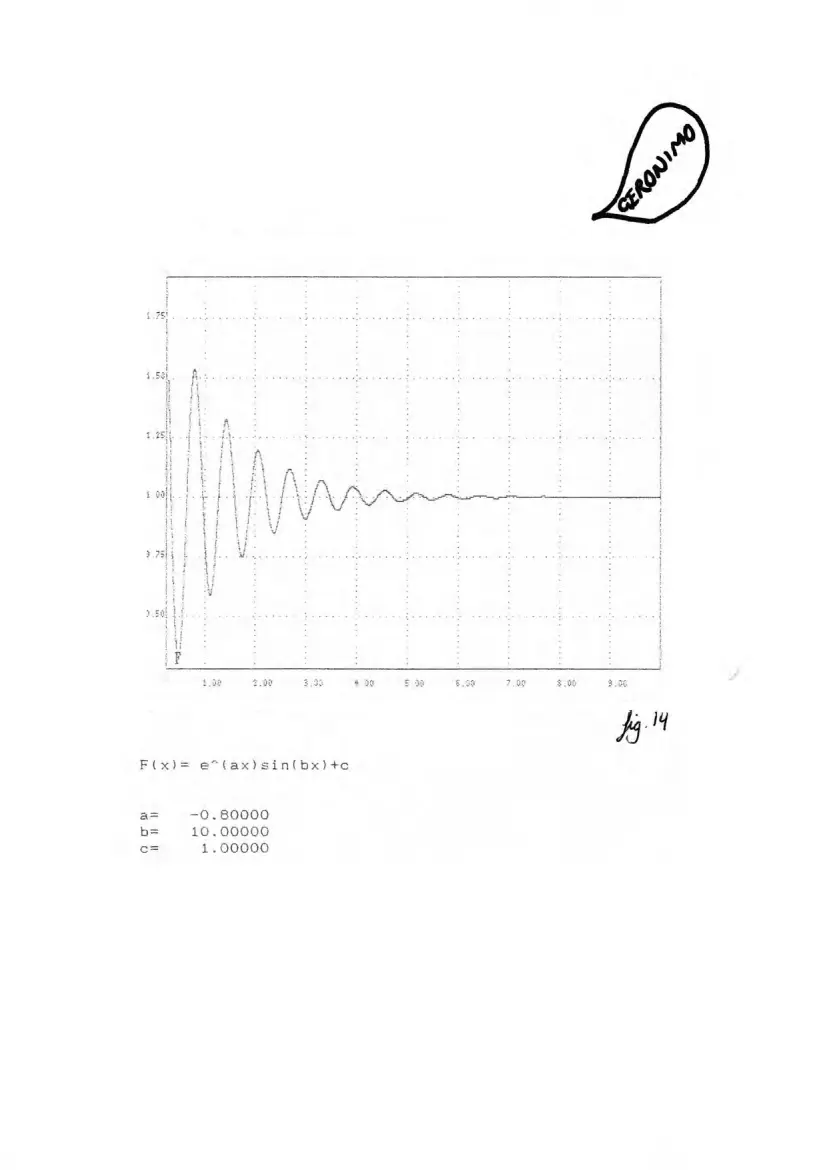 GERONIMO
1.75
1.50
1.25
1.00
0.75
0.50
1.00 2.00 3.00 4.00 5.00 6.00 7.00 8.00 9.00
fig. 14
F(x)= e^(ax)sin(bx)+c
a= -0.80000
b= 10.00000
c= 1.00000